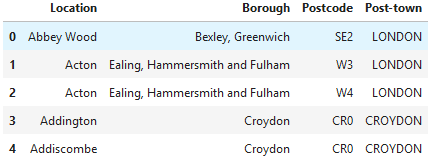 Location Borough Postcode Post-town
0 Abbey Wood Bexley, Greenwich SE2 LONDON
1 Acton Ealing, Hammersmith and Fulham W3 LONDON
2 Acton Ealing, Hammersmith and Fulham W4 LONDON
3 Addington Croydon CR0 CROYDON
4 Addiscombe Croydon CR0 CROYDON